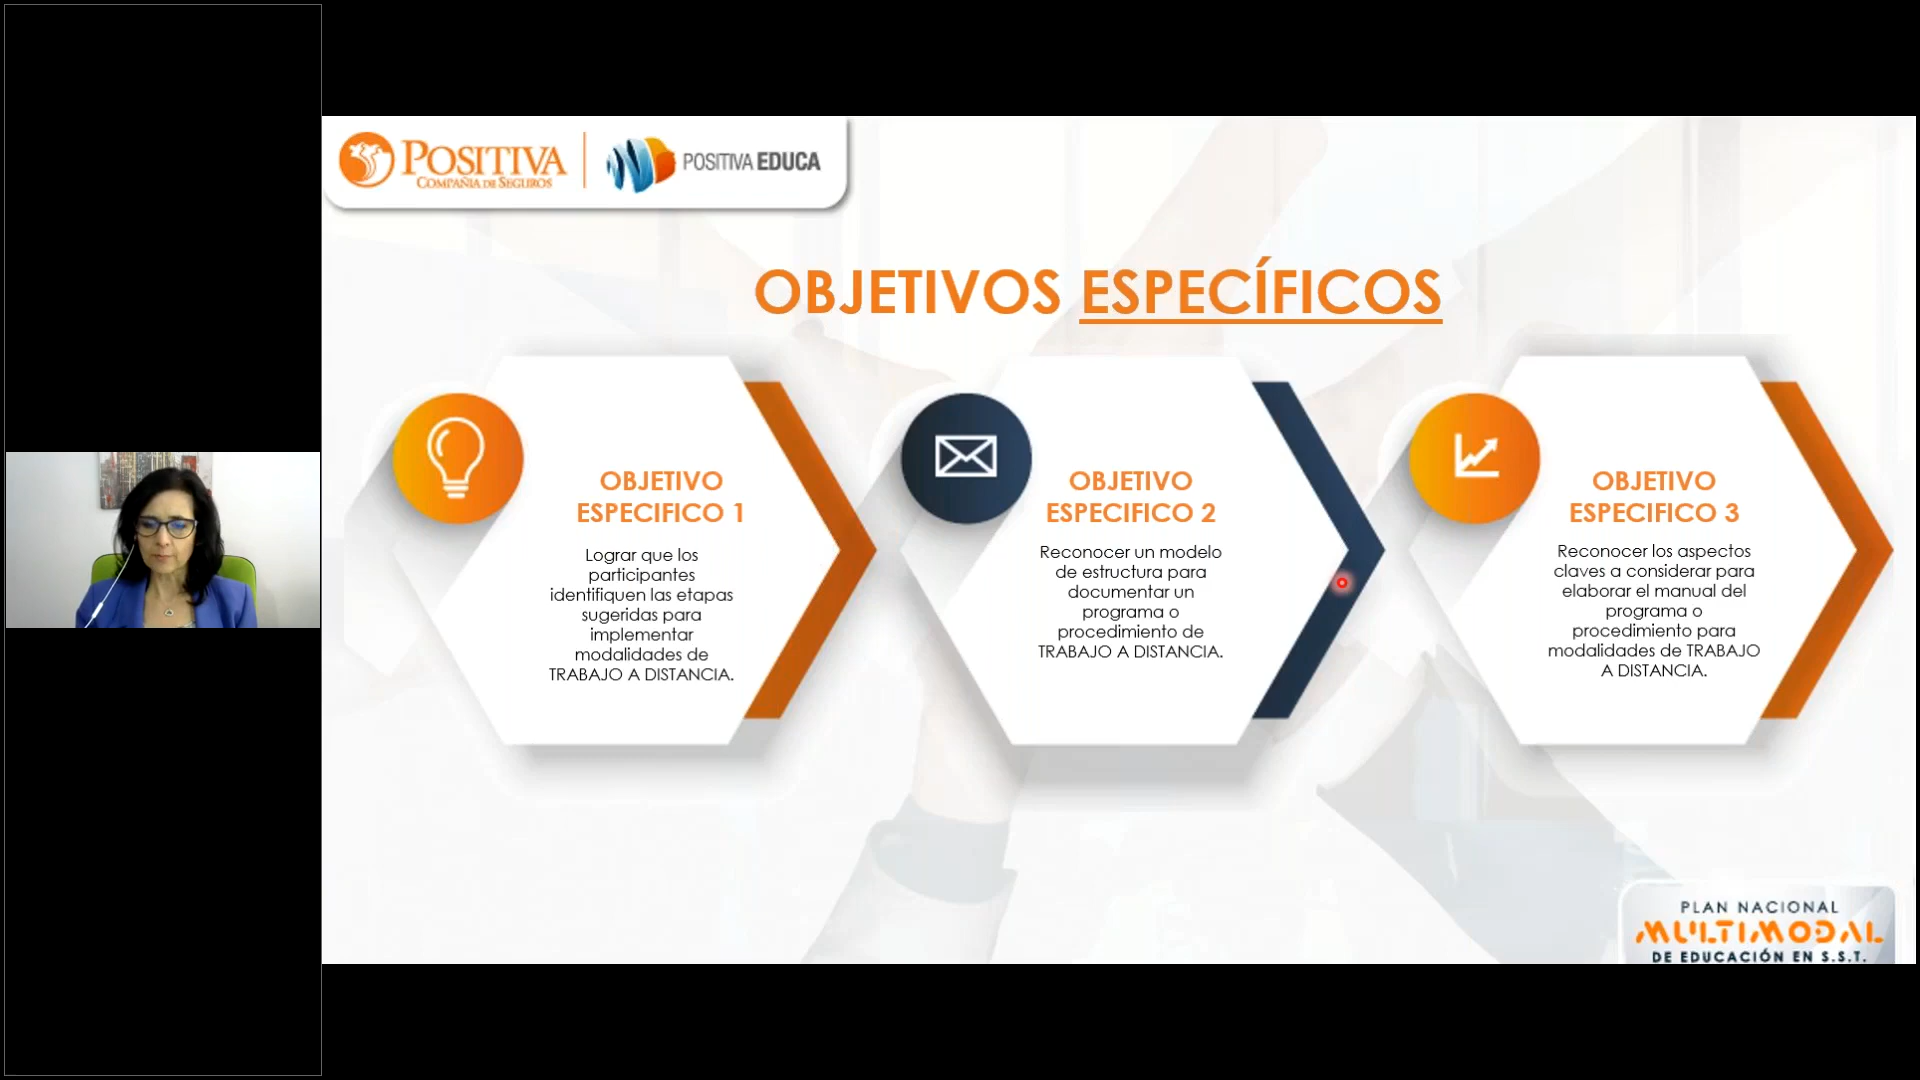 POSITIVA
COMPAÑIA DE SEGUROS
POSITIVA EDUCA
OBJETIVOS ESPECÍFICOS
OBJETIVO
ESPECIFICO 1
Lograr que los
participantes
identifiquen las etapas
sugeridas para
implementar
modalidades de
TRABAJO A DISTANCIA.
OBJETIVO
ESPECIFICO 2
Reconocer un modelo
de estructura para
documentar un
programa o
procedimiento de
TRABAJO A DISTANCIA.
OBJETIVO
ESPECIFICO 3
Reconocer los aspectos
claves a considerar para
elaborar el manual del
programa o
procedimiento para
modalidades de TRABAJO
A DISTANCIA.
PLAN NACIONAL
MULTIMODAL
DE EDUCACIÓN EN S.S.T.